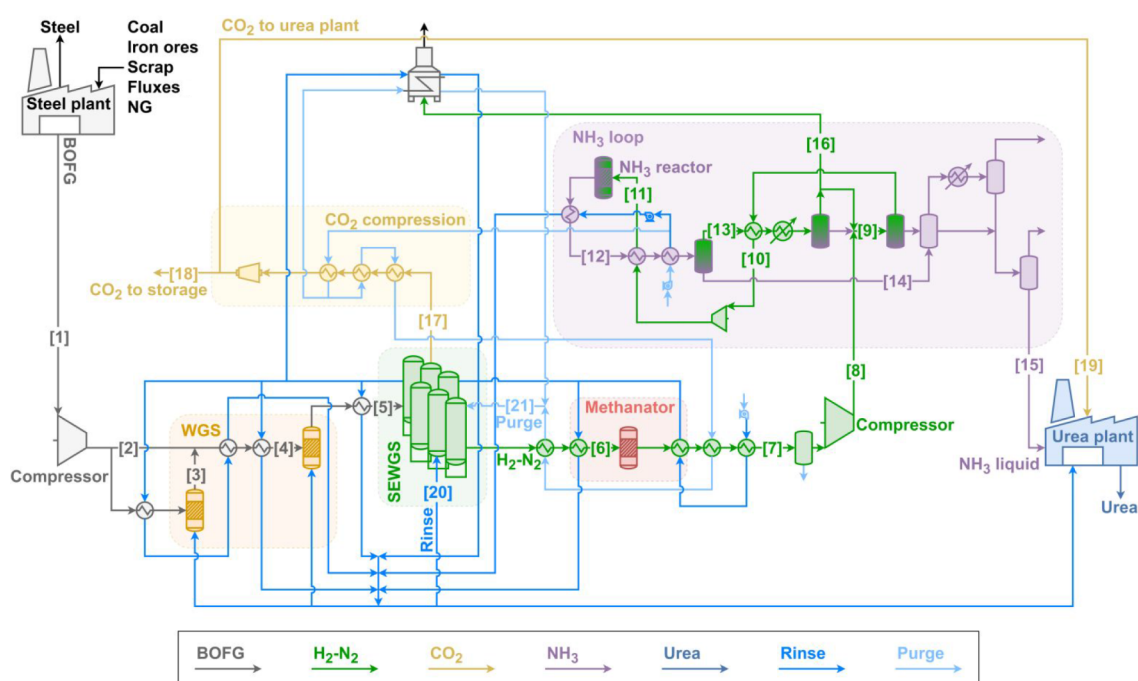 Steel
Coal
Iron ores
Scrap
Fluxes
NG
Steel plant
BOFG
CO₂ to urea plant
NH₃ loop
NH₃ reactor
[16]
[11]
[13]
[9]
[10]
[12]
[14]
CO₂ compression
[18]
CO₂ to storage
[17]
[1]
[8]
[15]
[19]
WGS
[2]
[3]
[4]
[5]
Compressor
SEWGS
[21]
Purge
H₂-N₂
[20]
Rinse
Methanator
[6]
[7]
Compressor
NH₃ liquid
Urea plant
Urea
BOFG
H₂-N₂
CO₂
NH₃
Urea
Rinse
Purge